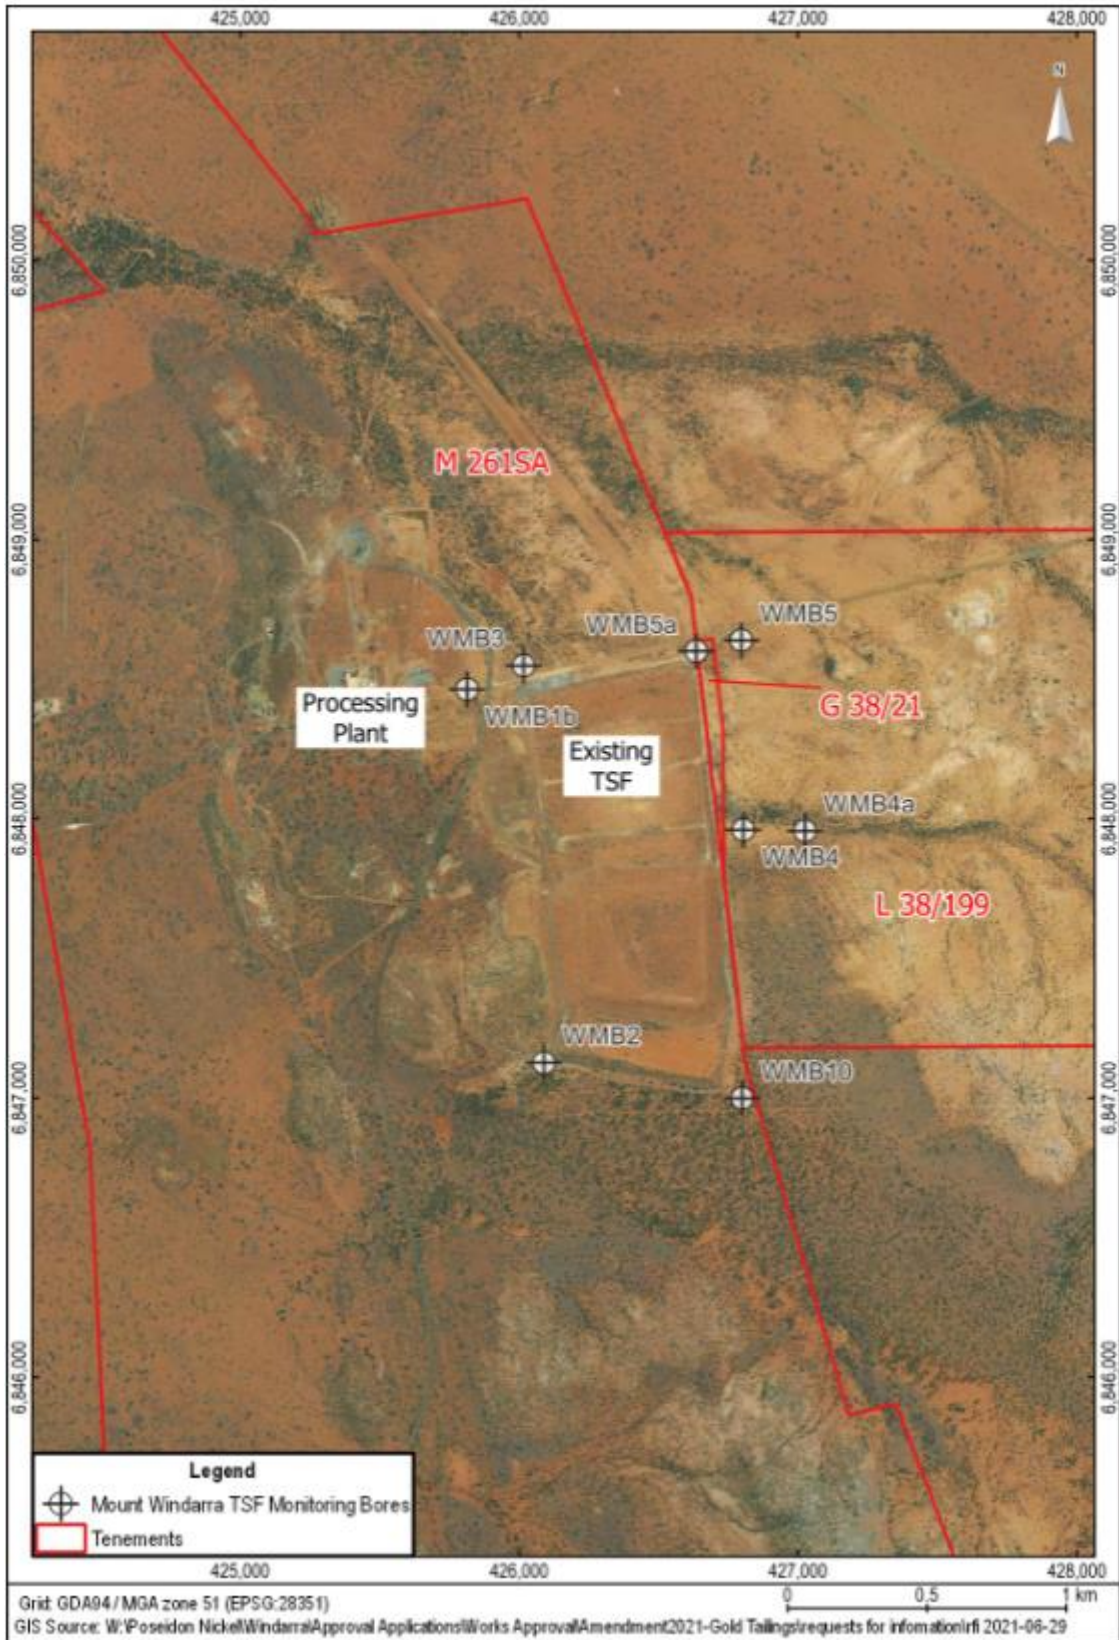 425,000
426,000
427,000
428,000
N
6,850,000
6,850,000
M 261SA
6,849,000
6,849,000
WMB5a
WMB5
WMB3
WMB1b
G 38/21
Processing
Plant
Existing
TSF
6,848,000
6,848,000
WMB4a
WMB4
L 38/199
WMB2
WMB10
6,847,000
6,847,000
6,846,000
6,846,000
Legend
Mount Windarra TSF Monitoring Bores
Tenements
425,000
426,000
427,000
428,000
Grid: GDA94 / MGA zone 51 (EPSG:28351)
0
0.5
1 km
GIS Source: W:\Poseidon Nickel\Windarra\Approval Applications\Works Approval\Amendment2021-Gold Tailings\requests for infomation\rfi 2021-06-29